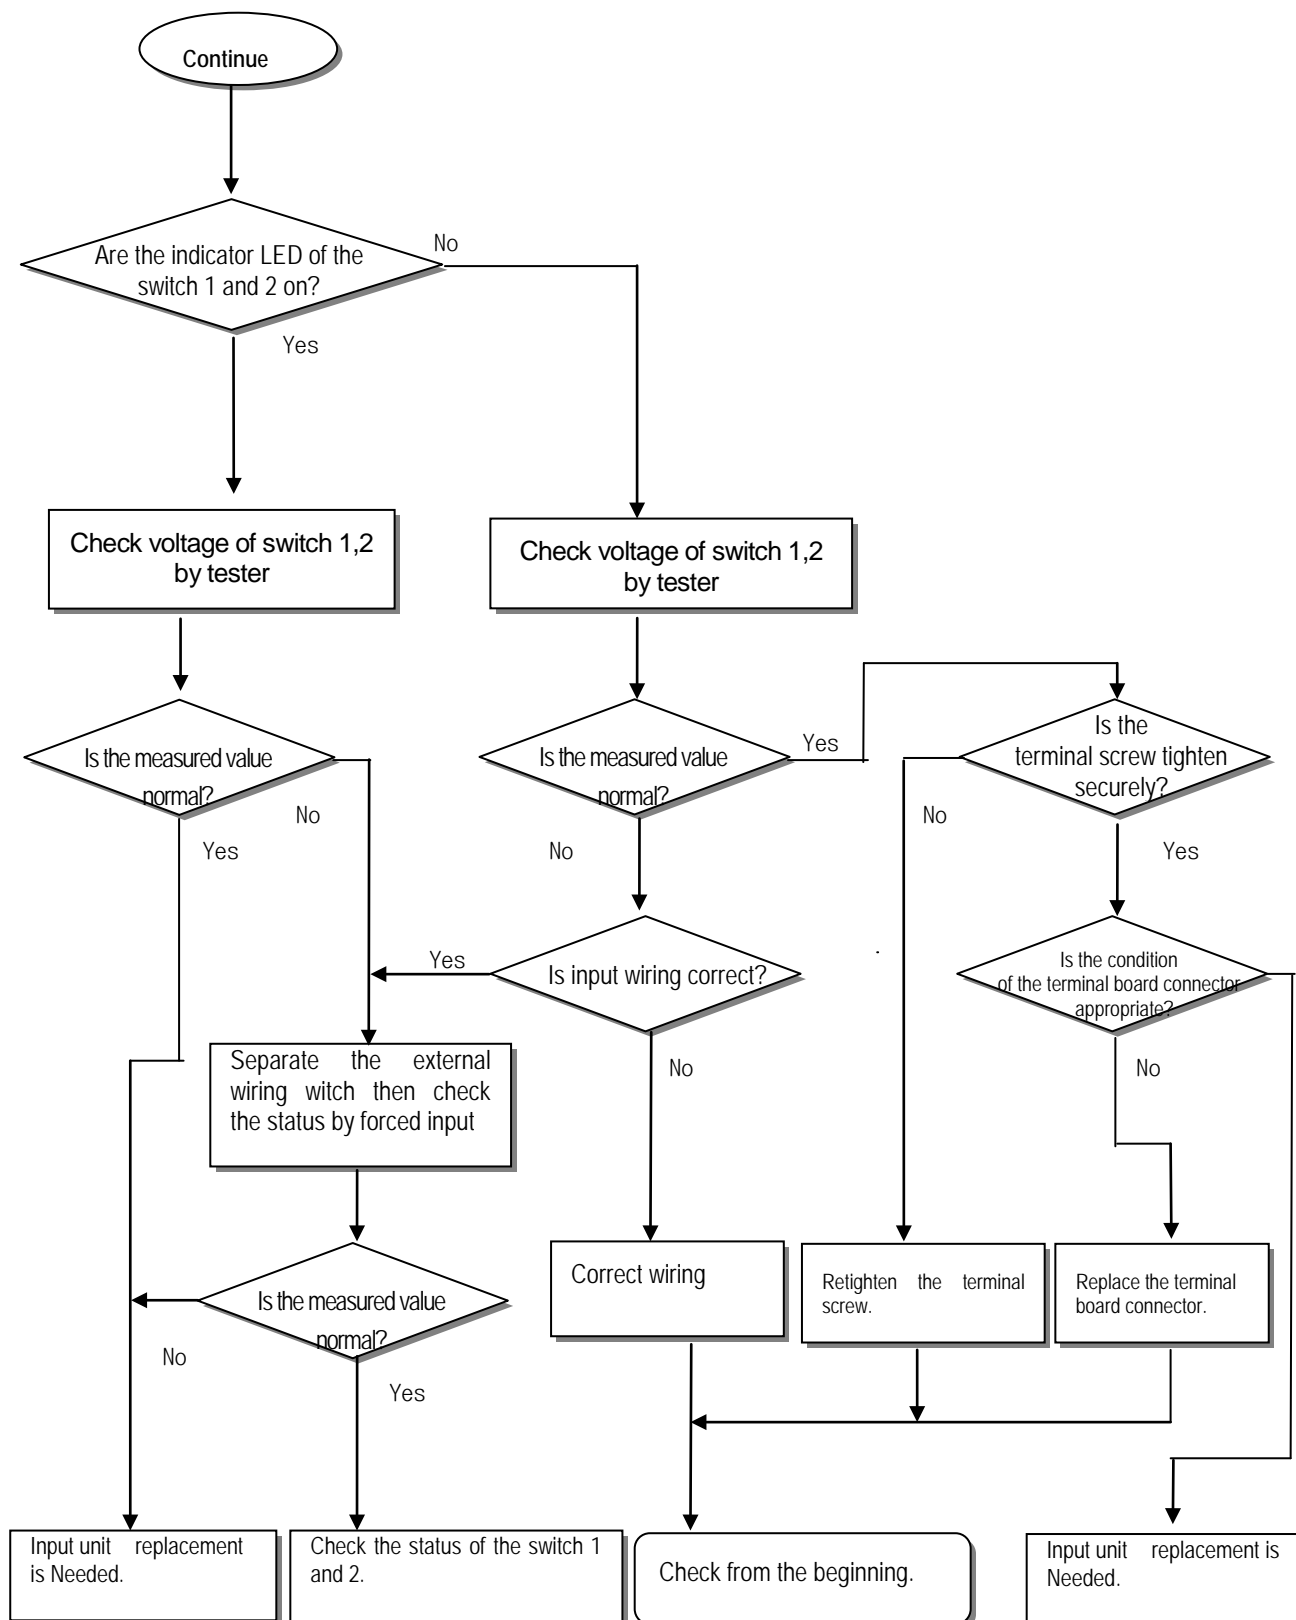 Continue
Are the indicator LED of the
switch 1 and 2 on?
No
Yes
Check voltage of switch 1,2
by tester
Check voltage of switch 1,2
by tester
Is the measured value
normal?
No
Yes
Is the measured value
normal?
Yes
No
Is the
terminal screw tighten
securely?
No
Yes
Is input wiring correct?
Yes
No
Is the condition
of the terminal board connector
appropriate?
No
Separate the external
wiring witch then check
the status by forced input
Is the measured value
normal?
No
Yes
Correct wiring
Retighten the terminal
screw.
Replace the terminal
board connector.
Input unit replacement
is Needed.
Check the status of the switch 1
and 2.
Check from the beginning.
Input unit replacement is
Needed.